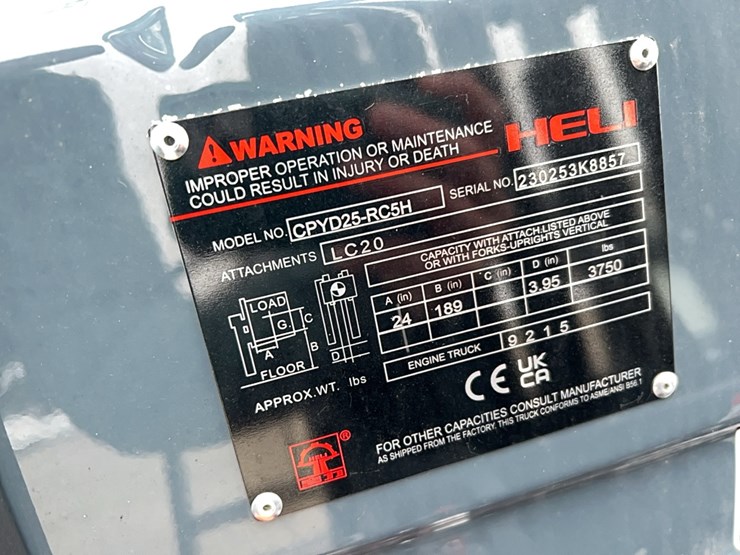 WARNING
HELI
IMPROPER OPERATION OR MAINTENANCE
COULD RESULT IN INJURY OR DEATH
MODEL NO. CPYD25-RC5H
SERIAL NO. 230253K8857
ATTACHMENTS LC20
CAPACITY WITH ATTACH.LISTED ABOVE
OR WITH FORKS-UPRIGHTS VERTICAL
A (in) B (in) C (in) D (in) lbs
24 189 3.95 3750
LOAD
G.
C
A
B
D
FLOOR
ENGINE TRUCK 9215
APPROX.WT. lbs
CE UK
CA
FOR OTHER CAPACITIES CONSULT MANUFACTURER
AS SHIPPED FROM THE FACTORY. THIS TRUCK CONFORMS TO ASME/ANSI B56.1
HELI
®